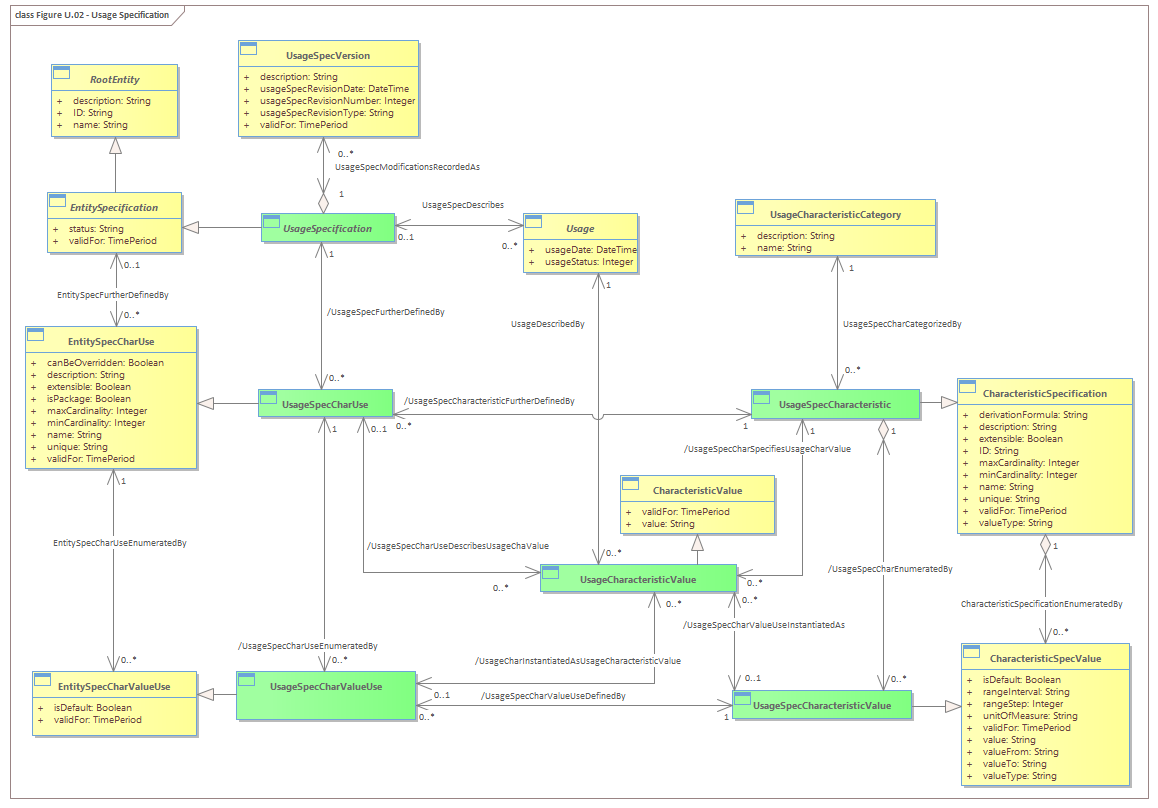 class Figure U.02 - Usage Specification
UsageSpecVersion
+ description: String
+ usageSpecRevisionDate: DateTime
+ usageSpecRevisionNumber: Integer
+ usageSpecRevisionType: String
+ validFor: TimePeriod
RootEntity
+ description: String
+ ID: String
+ name: String
0..*
UsageSpecModificationsRecordedAs
1
EntitySpecification
+ status: String
+ validFor: TimePeriod
UsageSpecification
UsageSpecDescribes
0..1
0..*
Usage
+ usageDate: DateTime
+ usageStatus: Integer
UsageCharacteristicCategory
+ description: String
+ name: String
0..1
EntitySpecFurtherDefinedBy
0..*
1
/UsageSpecFurtherDefinedBy
0..*
1
UsageDescribedBy
0..*
1
UsageSpecCharCategorizedBy
0..*
EntitySpecCharUse
+ canBeOverridden: Boolean
+ description: String
+ extensible: Boolean
+ isPackage: Boolean
+ maxCardinality: Integer
+ minCardinality: Integer
+ name: String
+ unique: String
+ validFor: TimePeriod
UsageSpecCharUse
/UsageSpecCharacteristicFurtherDefinedBy
0..*
1
UsageSpecCharacteristic
CharacteristicSpecification
+ derivationFormula: String
+ description: String
+ extensible: Boolean
+ ID: String
+ maxCardinality: Integer
+ minCardinality: Integer
+ name: String
+ unique: String
+ validFor: TimePeriod
+ valueType: String
1
0..1
1
1
/UsageSpecCharSpecifiesUsageCharValue
CharacteristicValue
+ validFor: TimePeriod
+ value: String
1
EntitySpecCharUseEnumeratedBy
0..*
/UsageSpecCharUseDescribesUsageChaValue
0..*
UsageCharacteristicValue
0..*
/UsageSpecCharEnumeratedBy
0..*
1
CharacteristicSpecificationEnumeratedBy
0..*
0..*
0..*
/UsageSpecCharValueUseInstantiatedAs
0..1
/UsageSpecCharUseEnumeratedBy
0..*
/UsageCharInstantiatedAsUsageCharacteristicValue
0..1
/UsageSpecCharValueUseDefinedBy
0..*
1
EntitySpecCharValueUse
+ isDefault: Boolean
+ validFor: TimePeriod
UsageSpecCharValueUse
UsageSpecCharacteristicValue
CharacteristicSpecValue
+ isDefault: Boolean
+ rangeInterval: String
+ rangeStep: Integer
+ unitOfMeasure: String
+ validFor: TimePeriod
+ value: String
+ valueFrom: String
+ valueTo: String
+ valueType: String